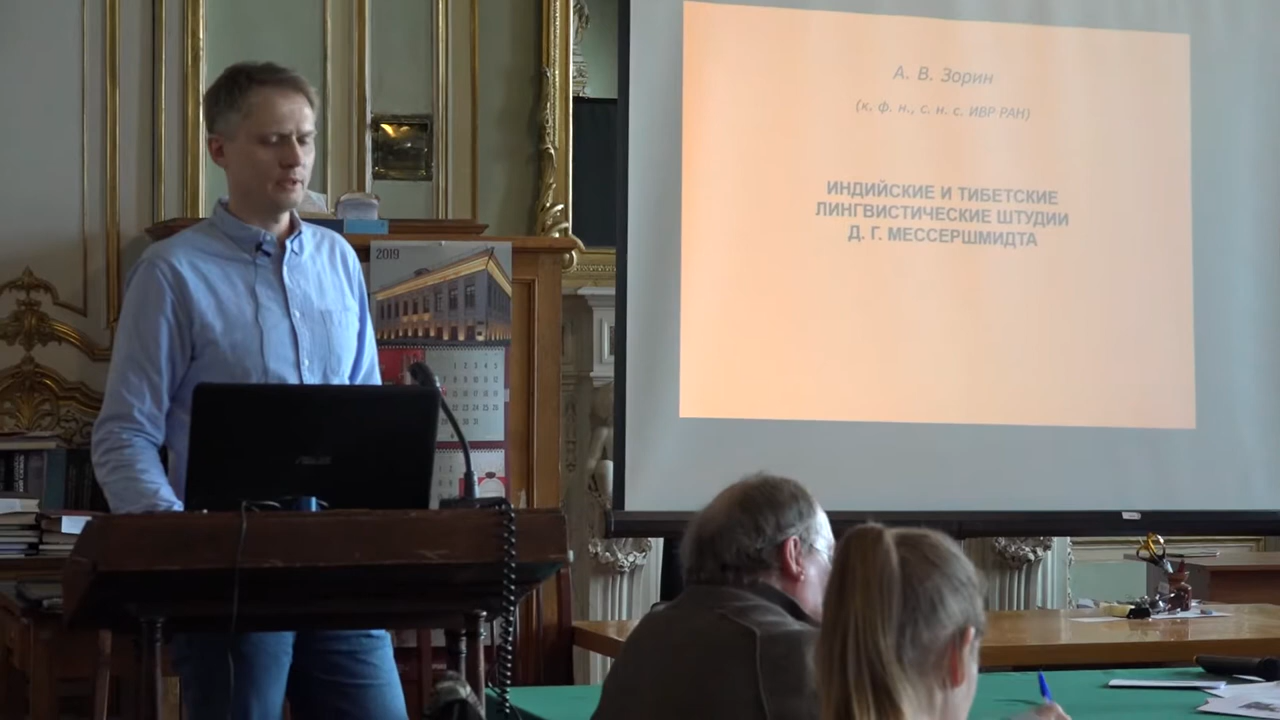 А. В. Зорин
(к. ф. н., с. н. с. ИВР РАН)
ИНДИЙСКИЕ И ТИБЕТСКИЕ
ЛИНГВИСТИЧЕСКИЕ ШТУДИИ
Д. Г. МЕССЕРШМИДТА
2019